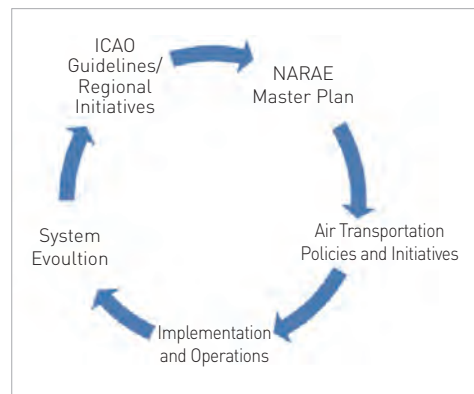 ICAO
Guidelines/
Regional
Initiatives
NARAE
Master Plan
Air Transportation
Policies and Initiatives
Implementation
and Operations
System
Evoultion